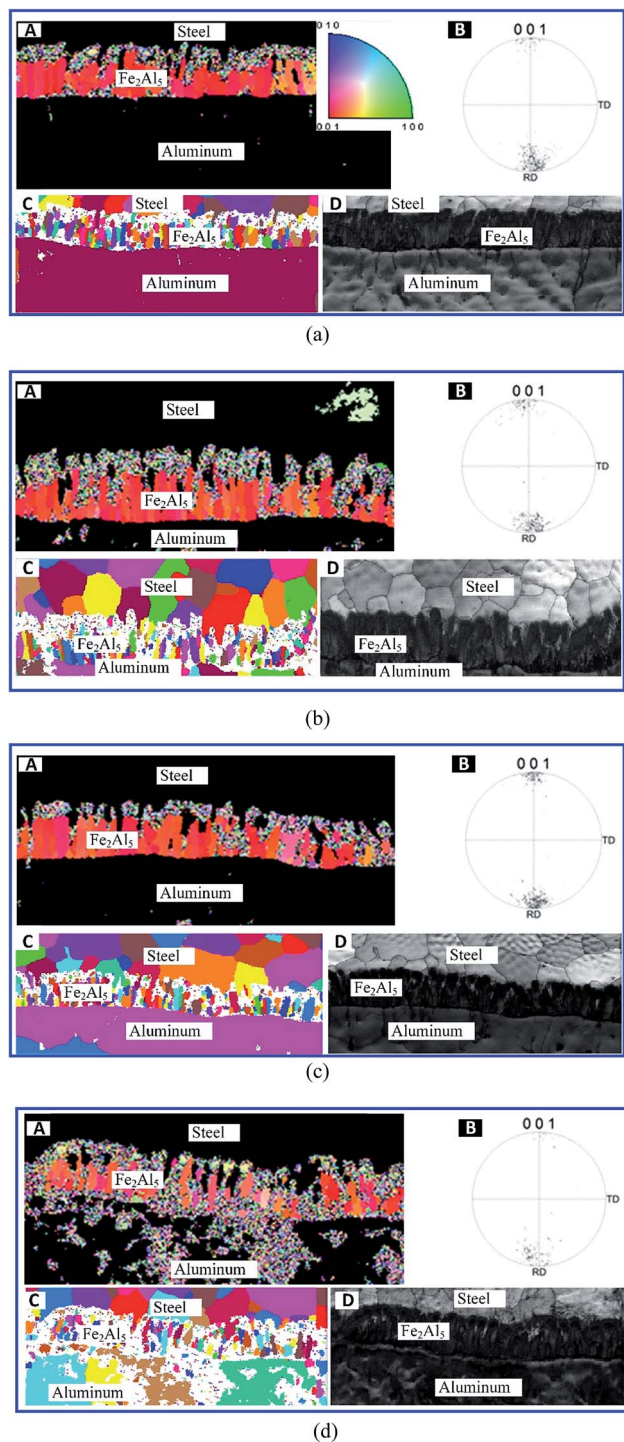 A
Steel
Fe₂Al₅
Aluminum
0 1 0
0 0 1
1 0 0
B
0 0 1
TD
RD
C
Steel
Fe₂Al₅
Aluminum
D
Steel
Fe₂Al₅
Aluminum
(a)
A
Steel
Fe₂Al₅
Aluminum
B
0 0 1
TD
RD
C
Steel
Fe₂Al₅
Aluminum
D
Steel
Fe₂Al₅
Aluminum
(b)
A
Steel
Fe₂Al₅
Aluminum
B
0 0 1
TD
RD
C
Steel
Fe₂Al₅
Aluminum
D
Steel
Fe₂Al₅
Aluminum
(c)
A
Steel
Fe₂Al₅
Aluminum
B
0 0 1
TD
RD
C
Steel
Fe₂Al₅
Aluminum
D
Steel
Fe₂Al₅
Aluminum
(d)